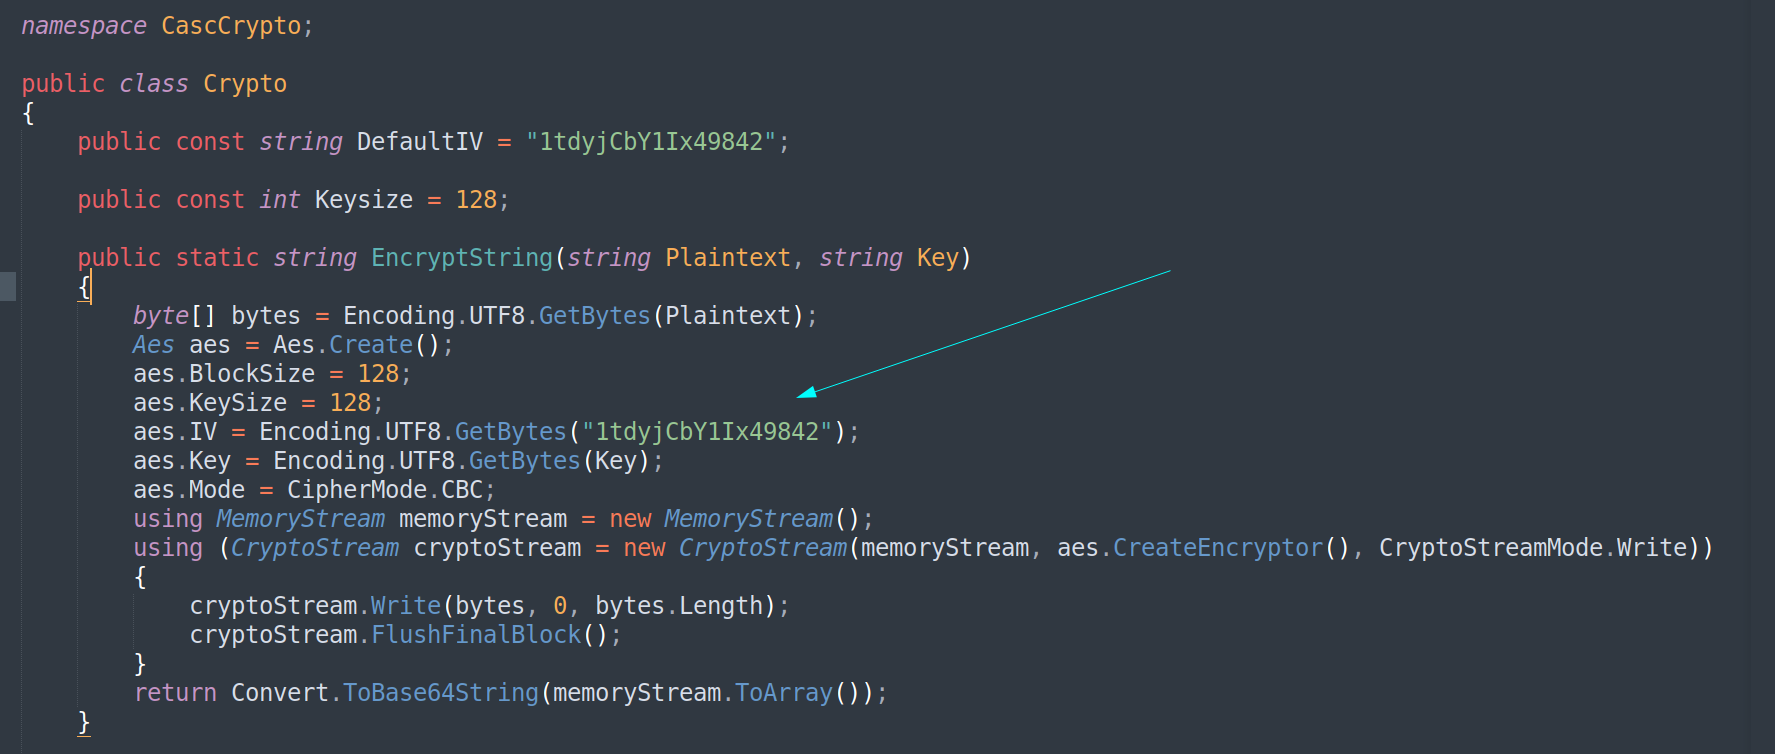 namespace CascCrypto;
public class Crypto
{
public const string DefaultIV = "1tdyjCbY1Ix49842";
public const int Keysize = 128;
public static string EncryptString(string Plaintext, string Key)
{
byte[] bytes = Encoding.UTF8.GetBytes(Plaintext);
Aes aes = Aes.Create();
aes.BlockSize = 128;
aes.KeySize = 128;
aes.IV = Encoding.UTF8.GetBytes("1tdyjCbY1Ix49842");
aes.Key = Encoding.UTF8.GetBytes(Key);
aes.Mode = CipherMode.CBC;
using MemoryStream memoryStream = new MemoryStream();
using (CryptoStream cryptoStream = new CryptoStream(memoryStream, aes.CreateEncryptor(), CryptoStreamMode.Write))
{
cryptoStream.Write(bytes, 0, bytes.Length);
cryptoStream.FlushFinalBlock();
}
return Convert.ToBase64String(memoryStream.ToArray());
}